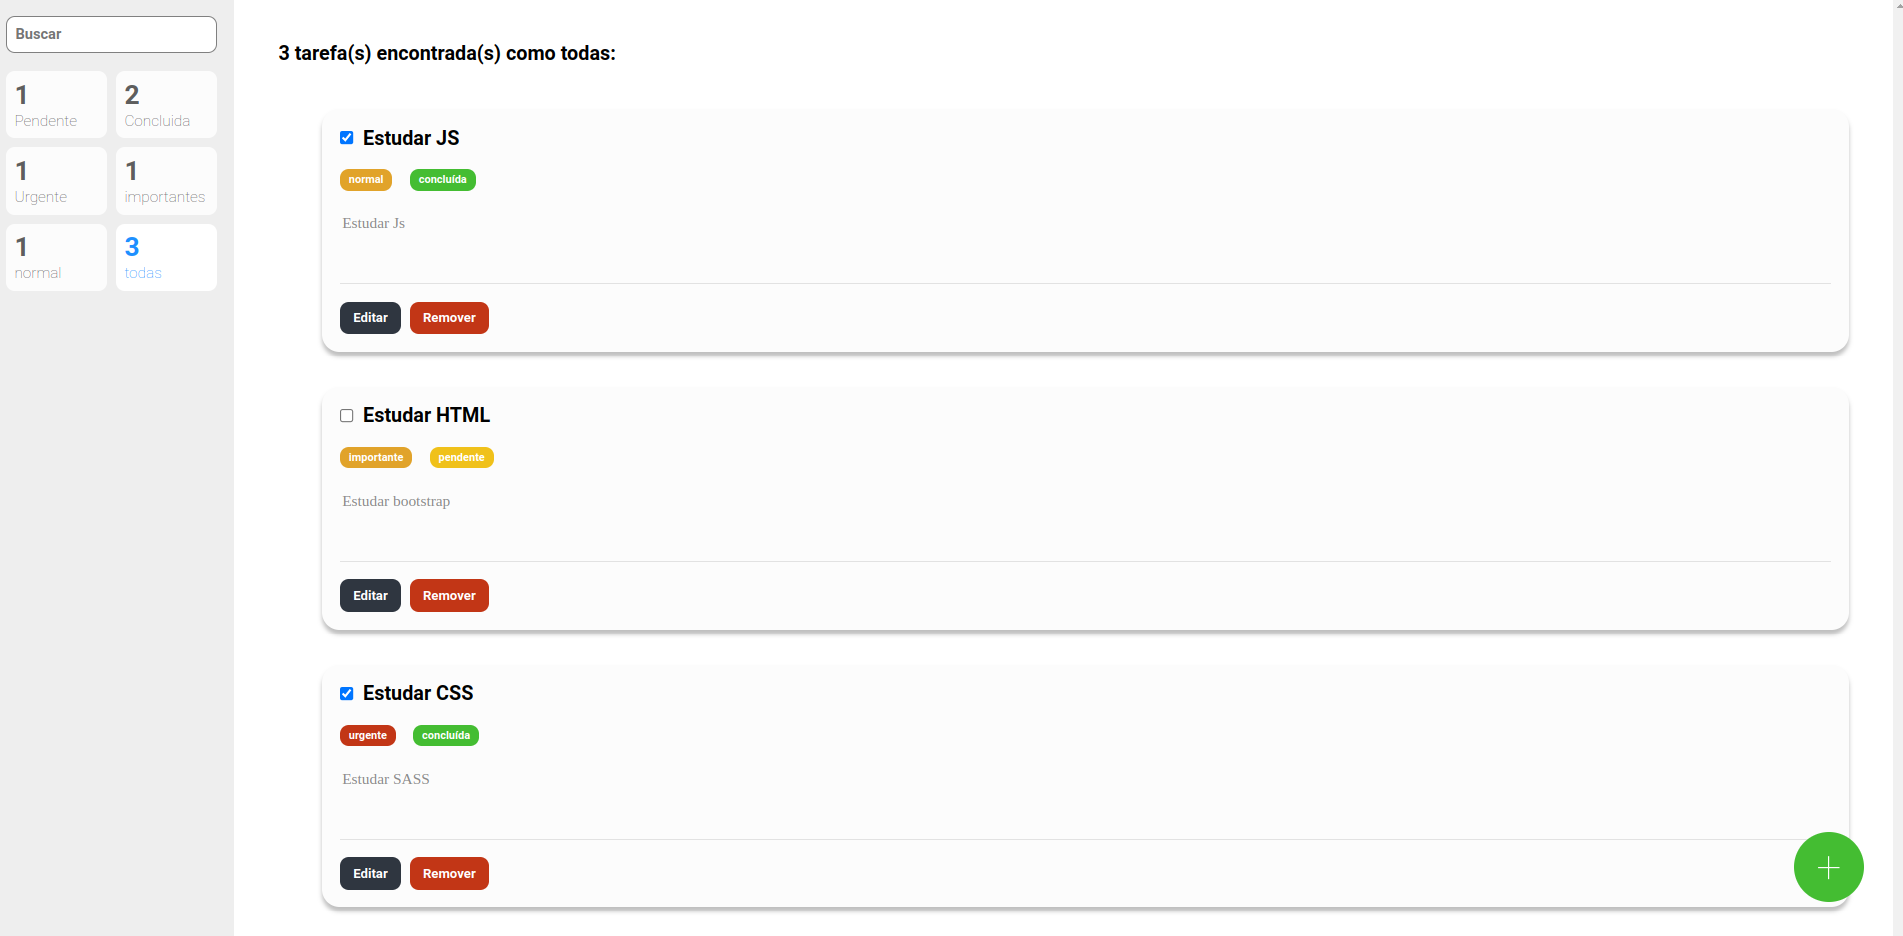 Buscar
1
Pendente
2
Concluida
1
Urgente
1
importantes
1
normal
3
todas
3 tarefa(s) encontrada(s) como todas:
Estudar JS
normal concluída
Estudar Js
Editar Remover
Estudar HTML
importante pendente
Estudar bootstrap
Editar Remover
Estudar CSS
urgente concluída
Estudar SASS
Editar Remover